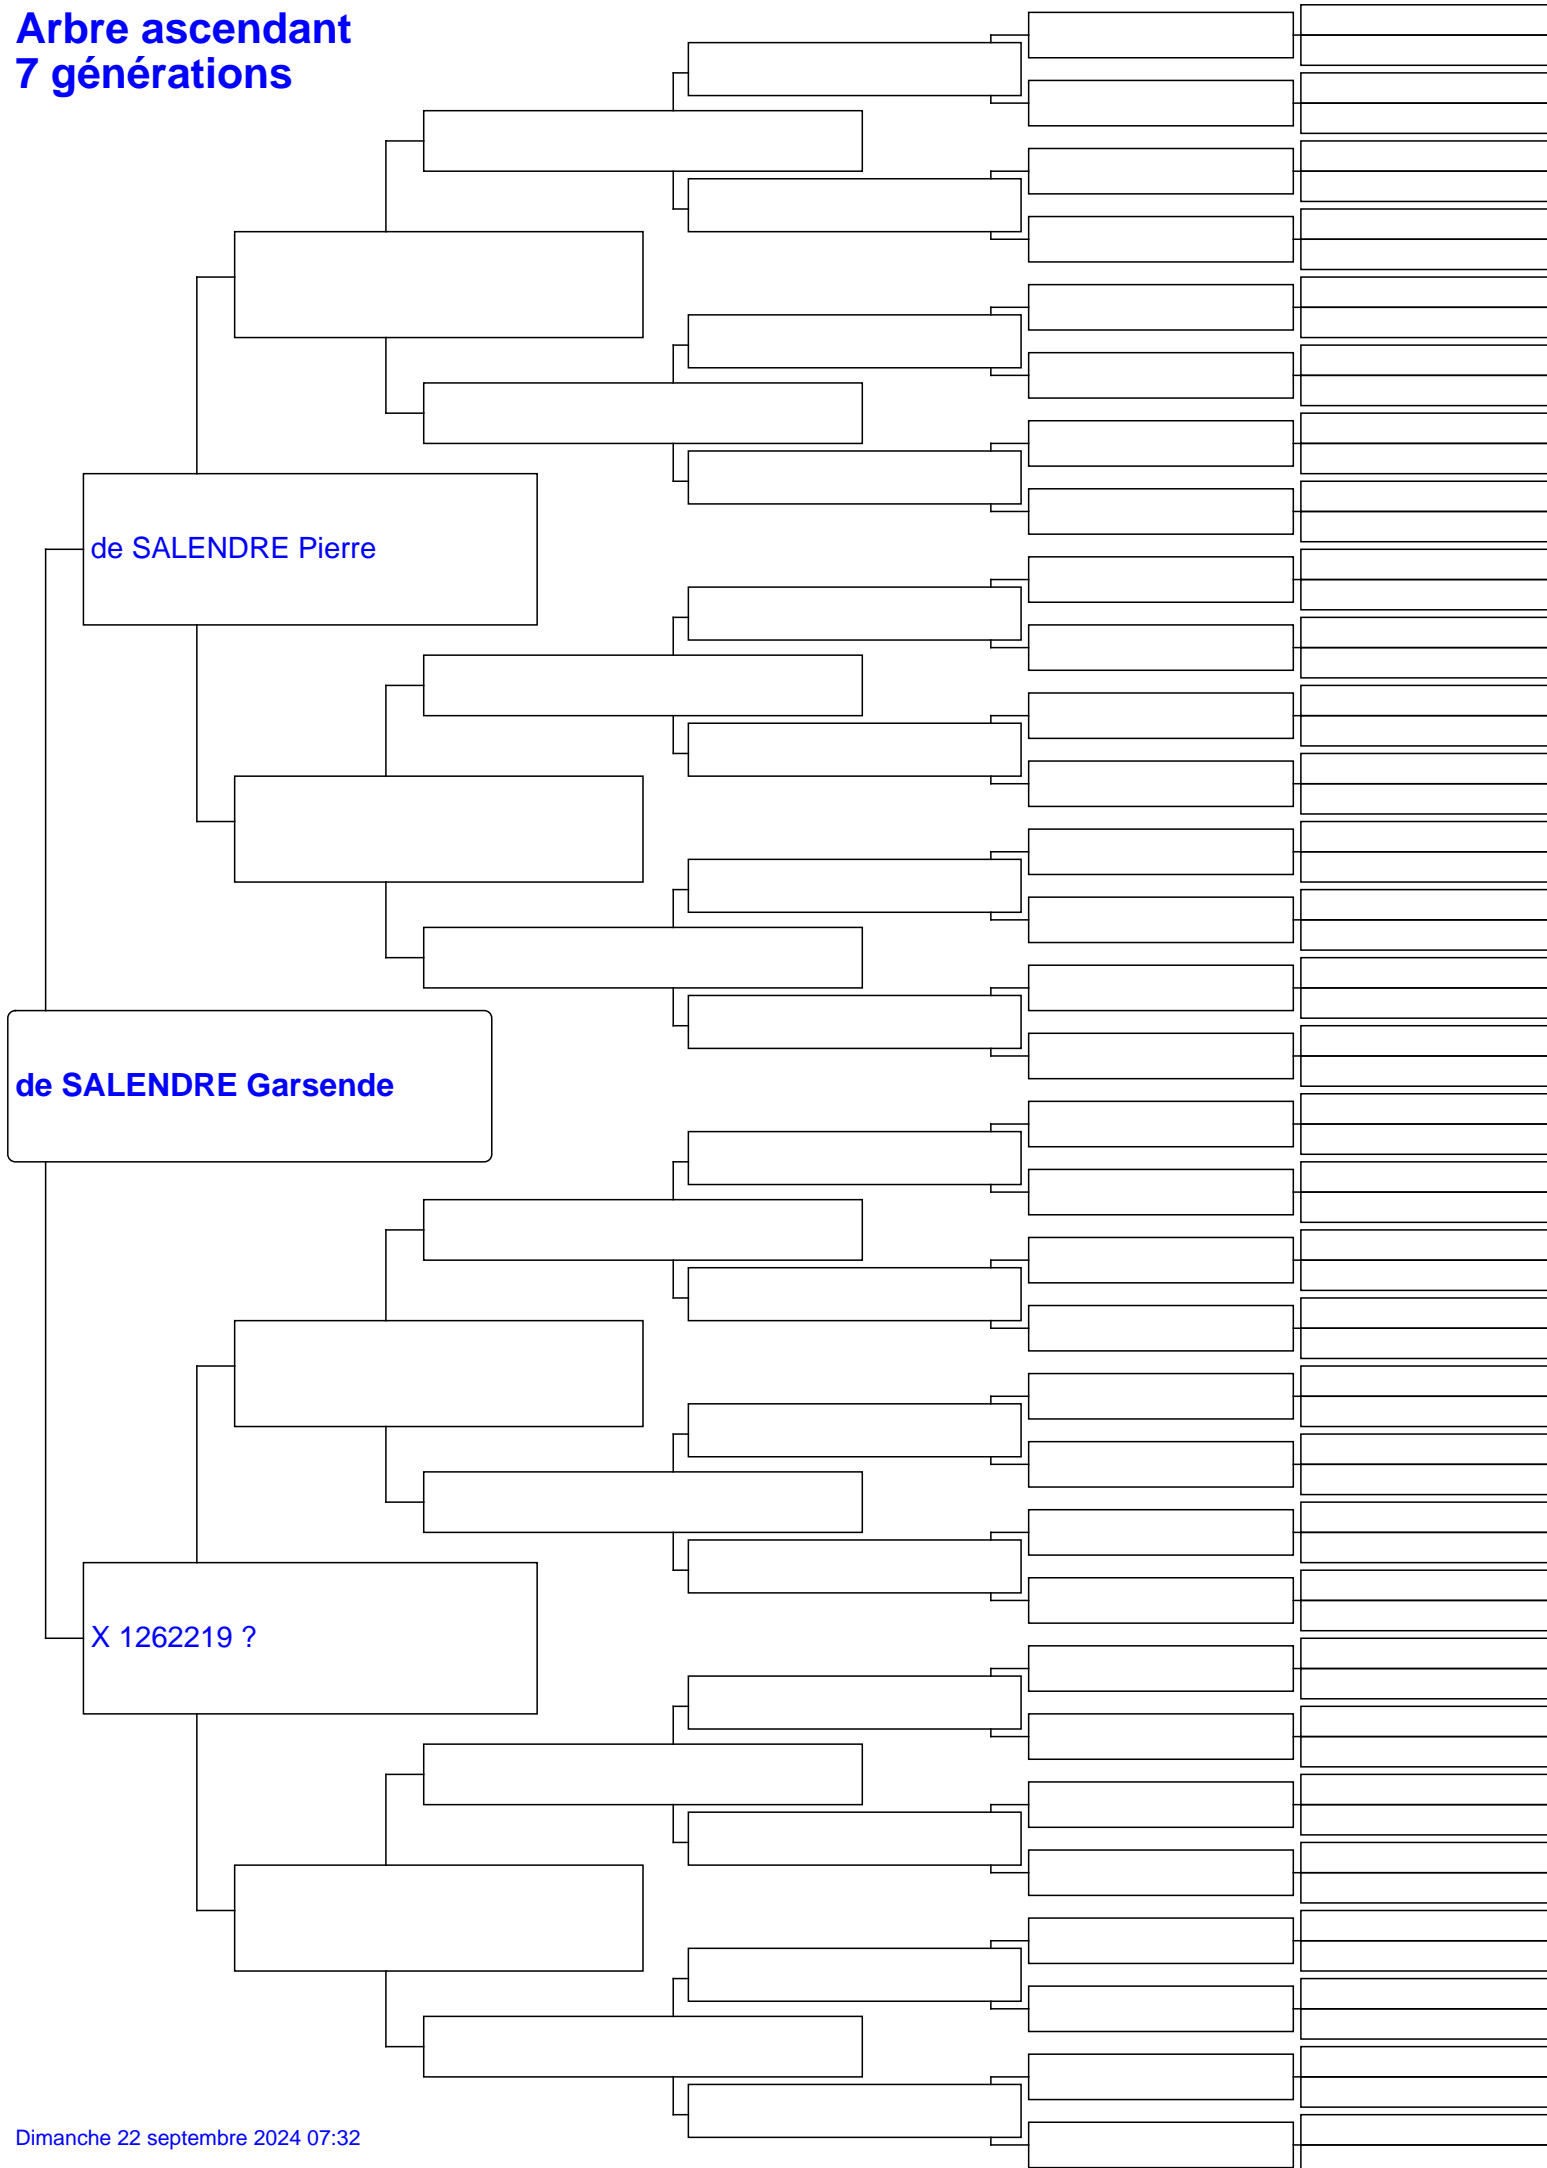 Arbre ascendant
7 générations
de SALENDRE Pierre
de SALENDRE Garsende
X 1262219 ?
Dimanche 22 septembre 2024 07:32